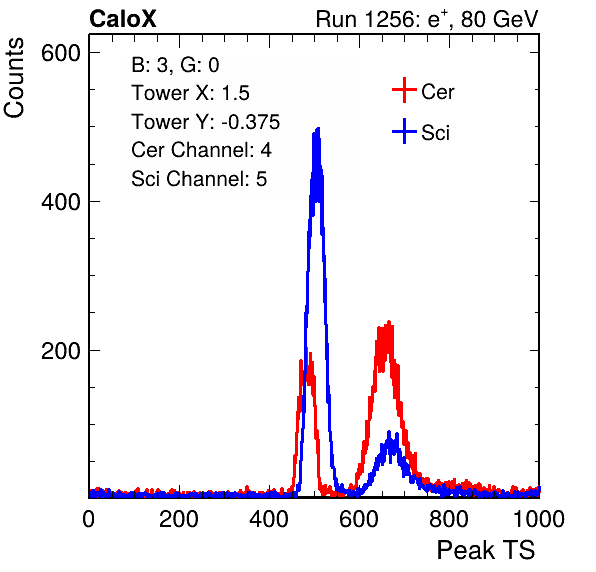 CaloX Run 1256: e⁺, 80 GeV
600
Counts
B: 3, G: 0
Tower X: 1.5
Tower Y: -0.375
Cer Channel: 4
Sci Channel: 5
Cer
Sci
400
200
0 200 400 600 800 1000
Peak TS